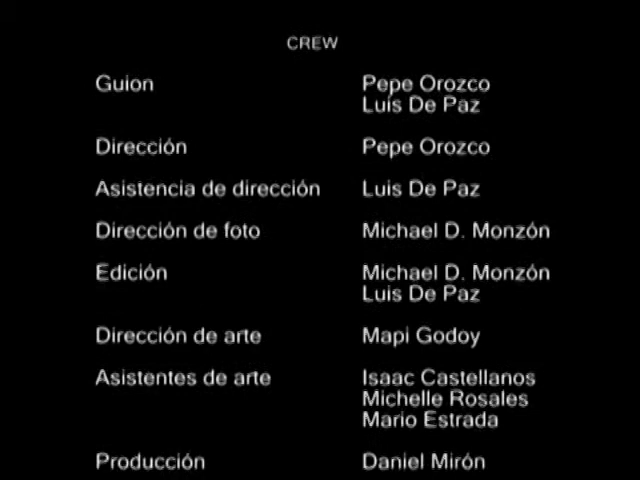 CREW
Guion Pepe Orozco
Luis De Paz
Dirección Pepe Orozco
Asistencia de dirección Luis De Paz
Dirección de foto Michael D. Monzón
Edición Michael D. Monzón
Luis De Paz
Dirección de arte Mapi Godoy
Asistentes de arte Isaac Castellanos
Michelle Rosales
Mario Estrada
Producción Daniel Mirón